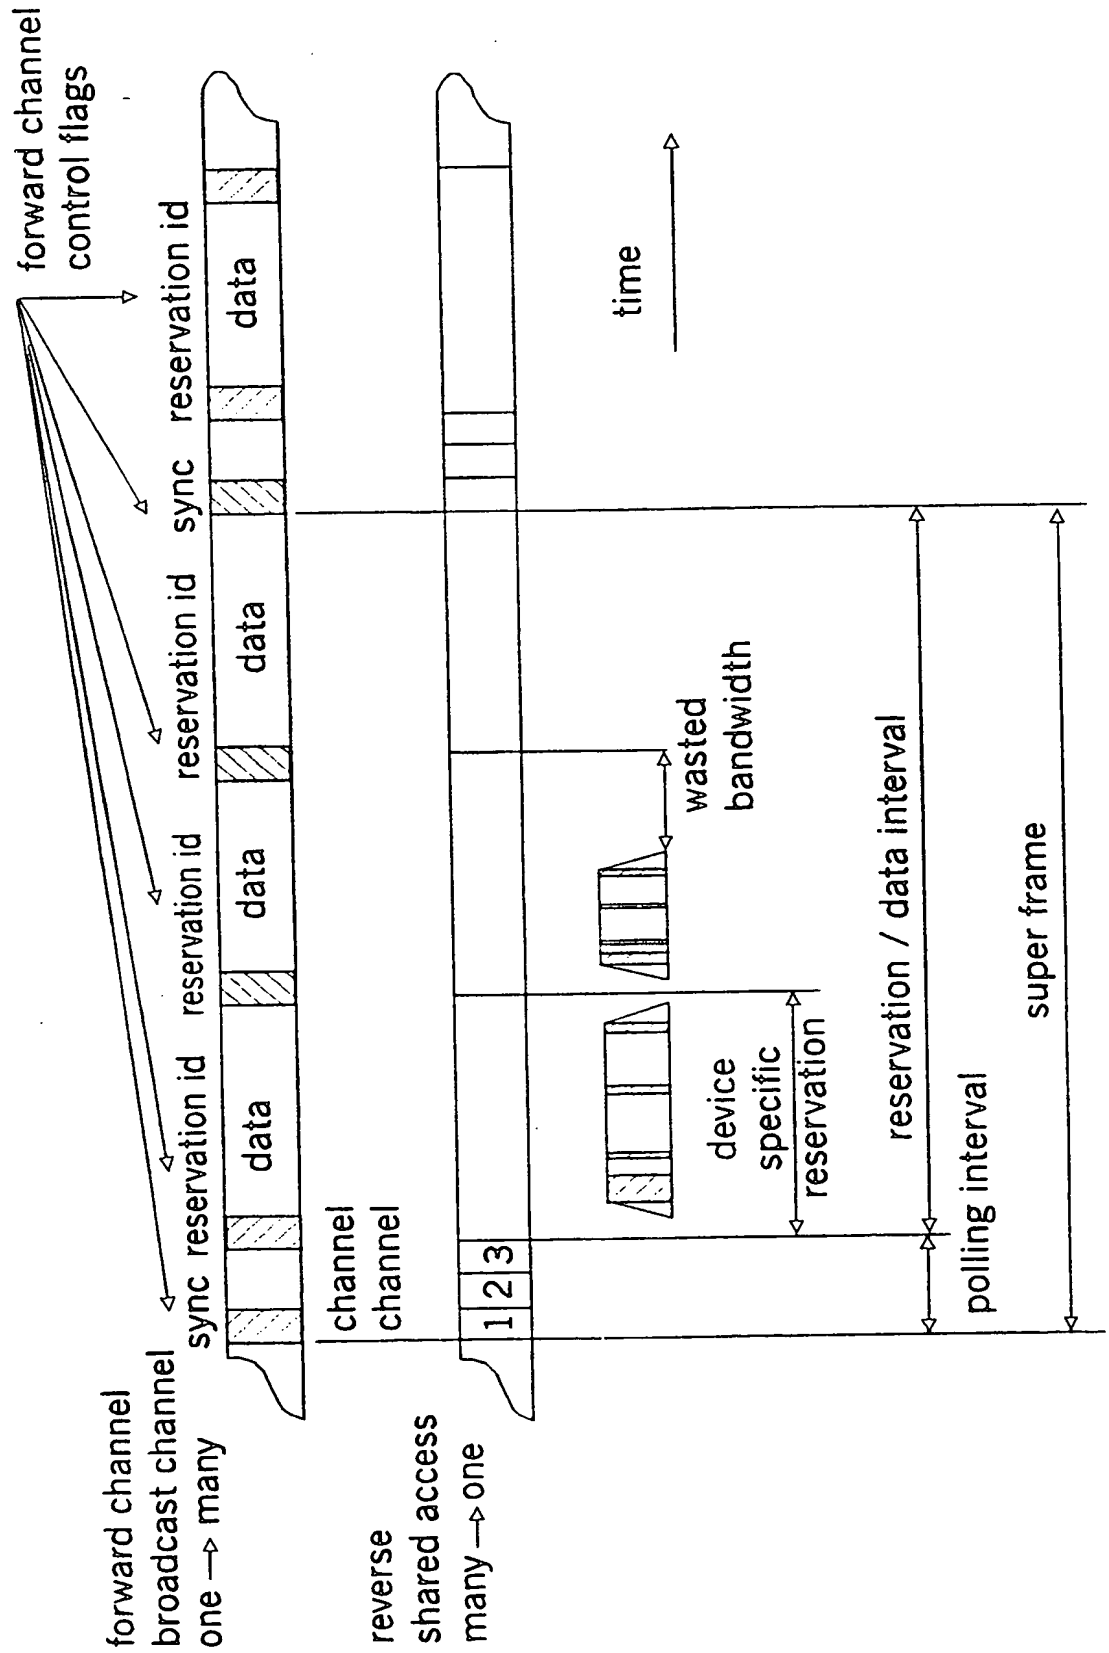 forward channel
control flags
forward channel
broadcast channel
one → many
sync reservation id reservation id reservation id sync reservation id
data data data data
channel
channel
reverse
shared access
many → one
1 2 3
time
device
specific
reservation
wasted
bandwidth
reservation / data interval
polling interval
super frame